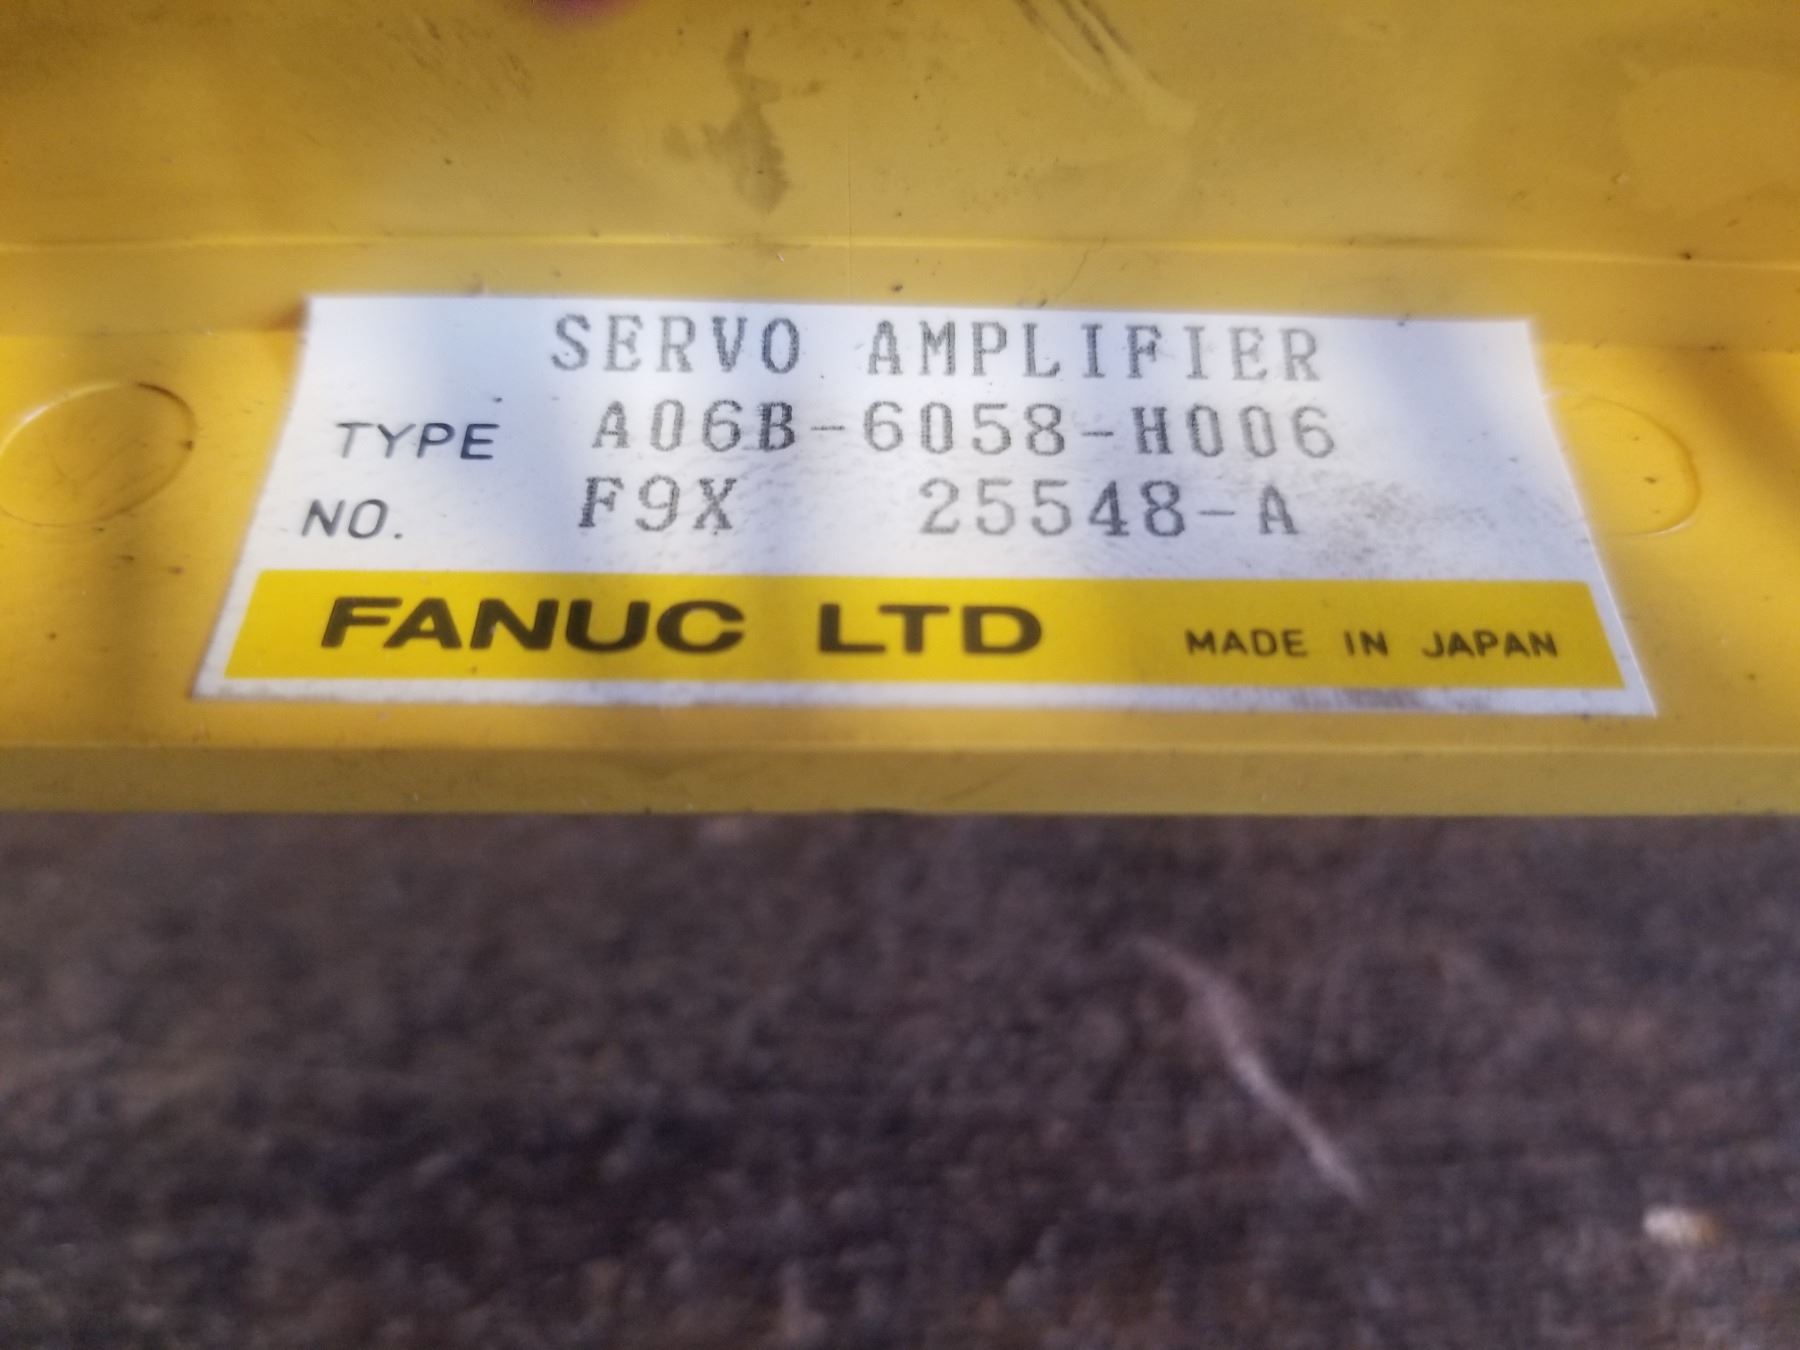 SERVO AMPLIFIER
TYPE A06B-6058-H006
NO. F9X 25548-A
FANUC LTD MADE IN JAPAN